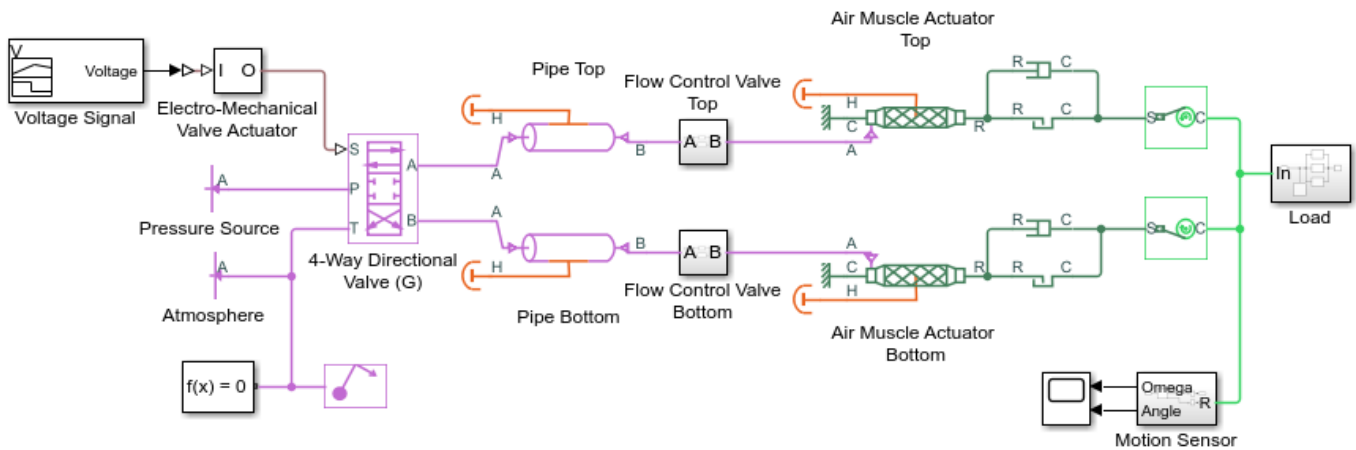 V
Voltage
Voltage Signal
I O
Electro-Mechanical
Valve Actuator
S
P
T
A
B
4-Way Directional
Valve (G)
A
Pressure Source
A
Atmosphere
f(x) = 0
Pipe Top
H
A
B
A
B
H
Pipe Bottom
Flow Control Valve
Top
A B
A B
Flow Control Valve
Bottom
Air Muscle Actuator
Top
H
C
A
R
R C
R C
S C
A
C
H
R
R C
R C
S C
Air Muscle Actuator
Bottom
In
Load
Omega
Angle
R
Motion Sensor